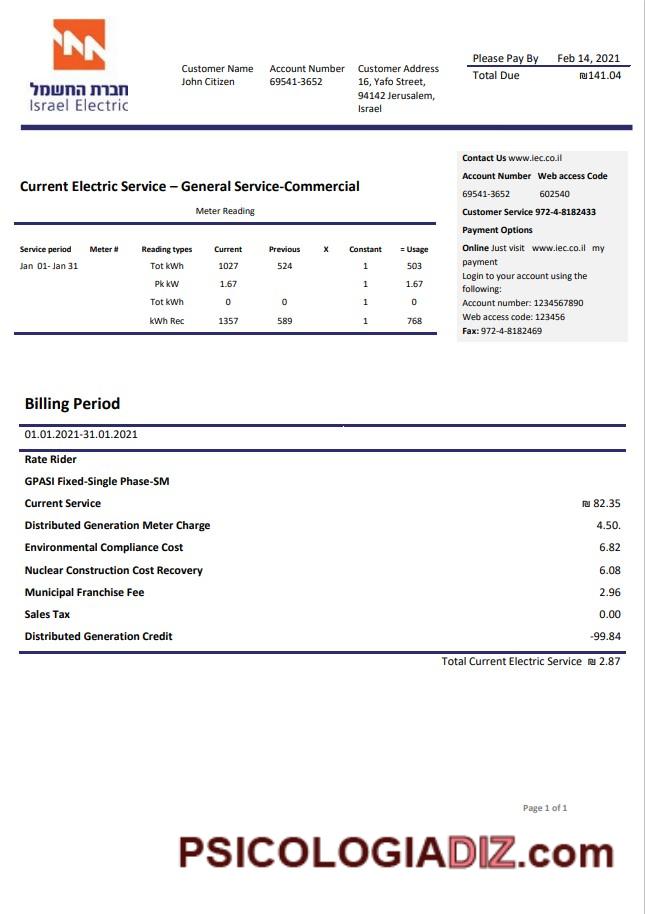 חברת החשמל
Israel Electric
Customer Name Account Number Customer Address
John Citizen 69541-3652 16, Yafo Street,
94142 Jerusalem,
Israel
Please Pay By Feb 14, 2021
Total Due ₪141.04
Current Electric Service – General Service-Commercial
Meter Reading
Service period Meter # Reading types Current Previous X Constant = Usage
Jan 01- Jan 31 Tot kWh 1027 524 1 503
Pk kW 1.67 1 1.67
Tot kWh 0 0 1 0
kWh Rec 1357 589 1 768
Contact Us www.iec.co.il
Account Number Web access Code
69541-3652 602540
Customer Service 972-4-8182433
Payment Options
Online Just visit www.iec.co.il my
payment
Login to your account using the
following:
Account number: 1234567890
Web access code: 123456
Fax: 972-4-8182469
Billing Period
01.01.2021-31.01.2021
Rate Rider
GPASI Fixed-Single Phase-SM
Current Service ₪ 82.35
Distributed Generation Meter Charge 4.50.
Environmental Compliance Cost 6.82
Nuclear Construction Cost Recovery 6.08
Municipal Franchise Fee 2.96
Sales Tax 0.00
Distributed Generation Credit -99.84
Total Current Electric Service ₪ 2.87
Page 1 of 1
PSICOLOGIADIZ.com